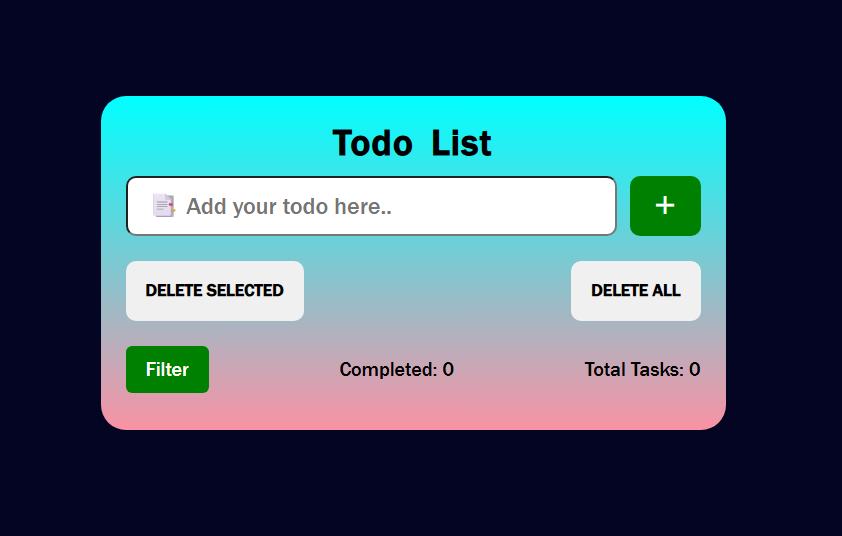 Todo List
📑 Add your todo here..
+
DELETE SELECTED
DELETE ALL
Filter
Completed: 0
Total Tasks: 0